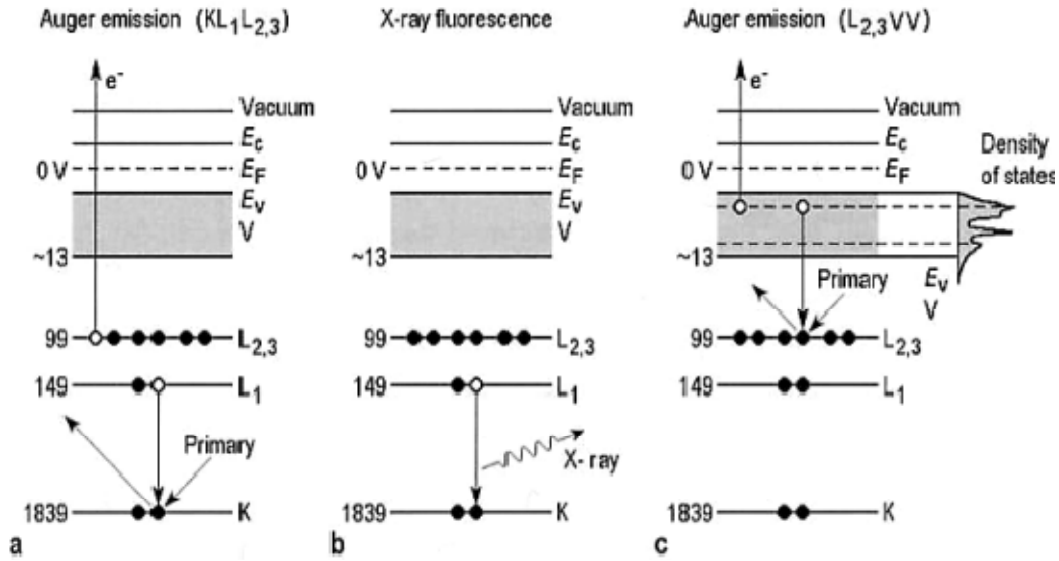 Auger emission (KL1L2,3)
e-
Vacuum
Ec
0 V
EF
Ev
V
~13
99
L2,3
149
L1
Primary
1839
K
a
X-ray fluorescence
Vacuum
Ec
0 V
EF
Ev
V
~13
99
L2,3
149
L1
X- ray
1839
K
b
Auger emission (L2,3VV)
e-
Vacuum
Ec
0 V
EF
Density
of states
~13
Primary
Ev
V
99
L2,3
149
L1
1839
K
c